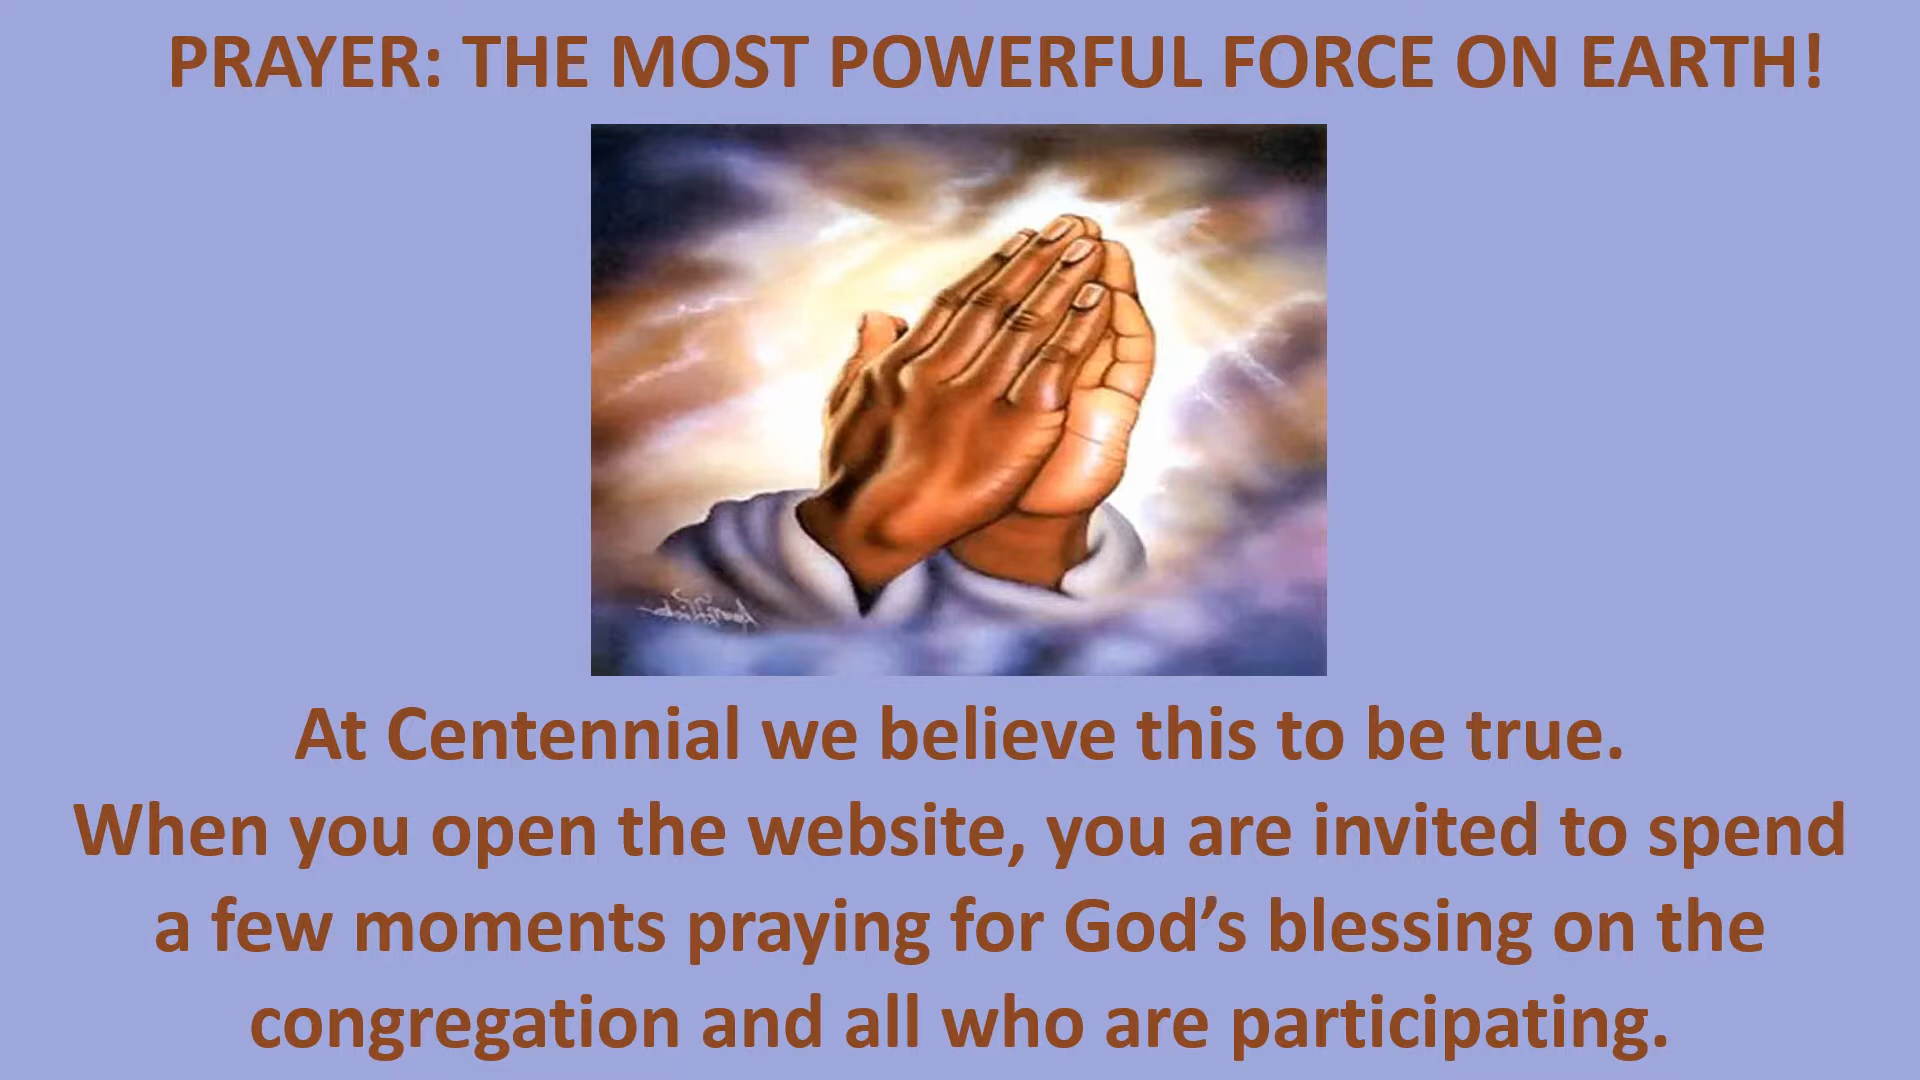 PRAYER: THE MOST POWERFUL FORCE ON EARTH!
At Centennial we believe this to be true.
When you open the website, you are invited to spend
a few moments praying for God’s blessing on the
congregation and all who are participating.